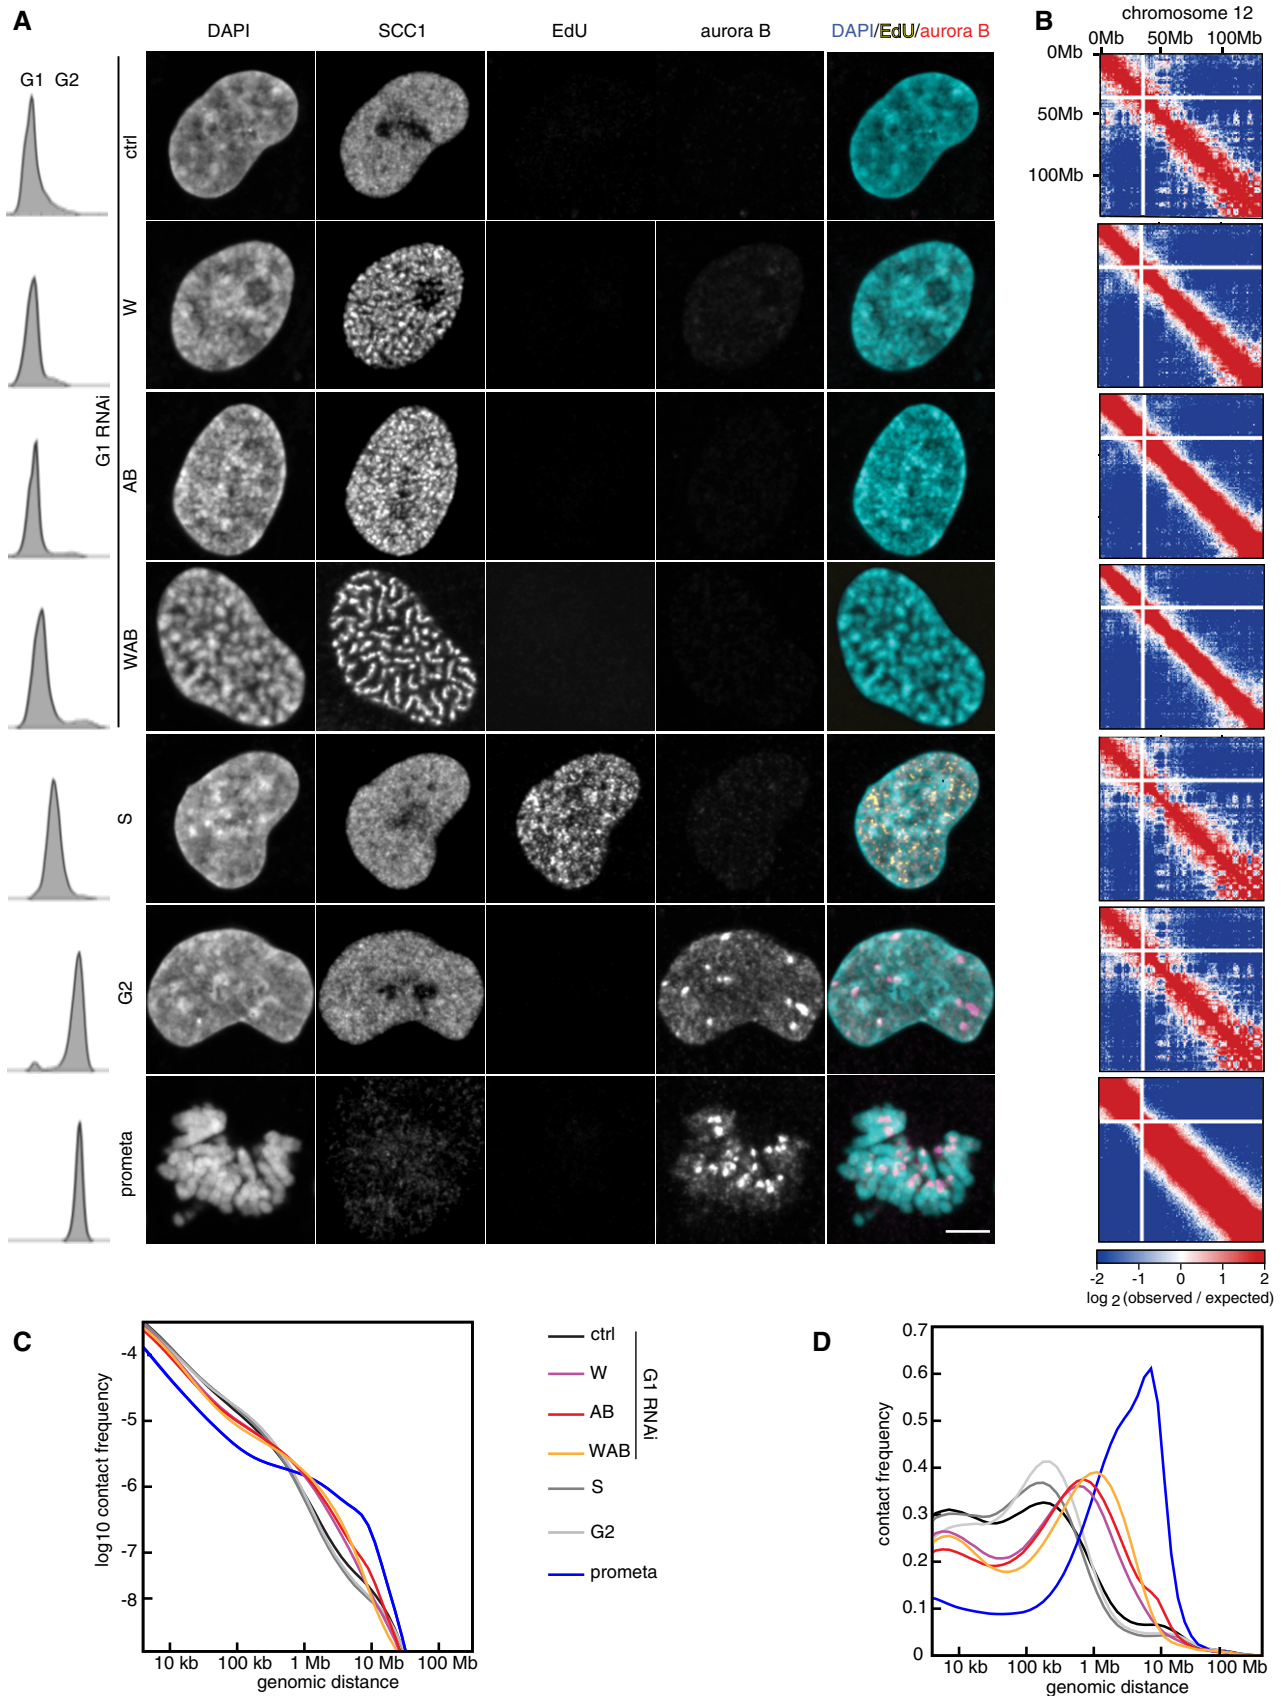 A
DAPI
SCC1
EdU
aurora B
DAPI/EdU/aurora B
G1 G2
G1 RNAi
ctrl
W
AB
WAB
S
G2
prometa
B
chromosome 12
0Mb 50Mb 100Mb
0Mb
50Mb
100Mb
-2 -1 0 1 2
log 2 (observed / expected)
C
log10 contact frequency
-4
-5
-6
-7
-8
10 kb 100 kb 1 Mb 10 Mb 100 Mb
genomic distance
ctrl
W
AB
WAB
G1 RNAi
S
G2
prometa
D
contact frequency
0.7
0.6
0.5
0.4
0.3
0.2
0.1
0
10 kb 100 kb 1 Mb 10 Mb 100 Mb
genomic distance